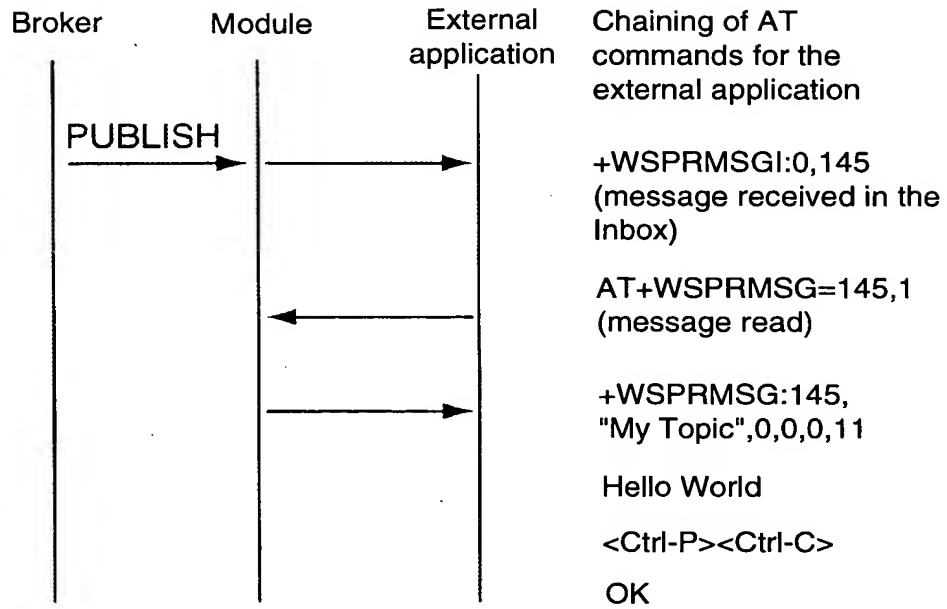 Broker
Module
External
application
Chaining of AT
commands for the
external application
PUBLISH
+WSPRMSGI:0,145
(message received in the
Inbox)
AT+WSPRMSG=145,1
(message read)
+WSPRMSG:145,
"My Topic",0,0,0,11
Hello World
<Ctrl-P><Ctrl-C>
OK